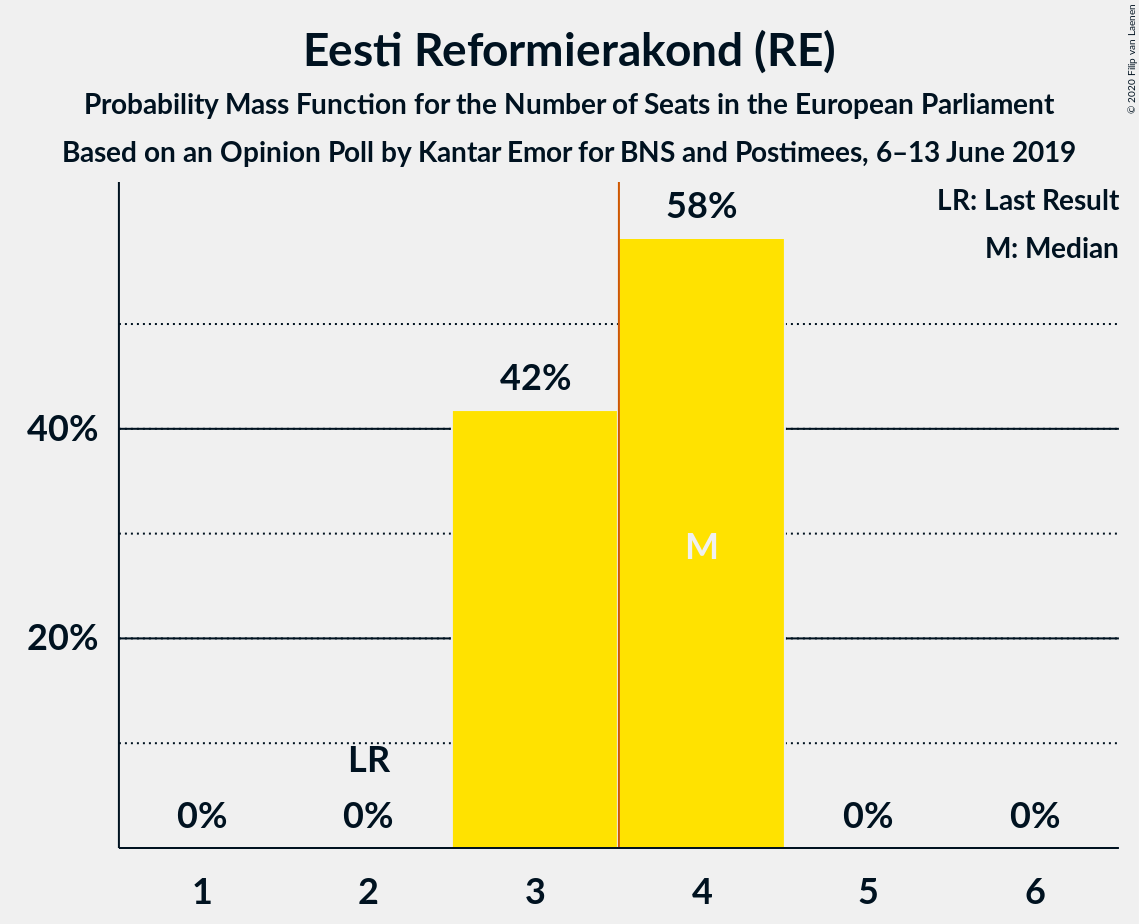 Eesti Reformierakond (RE)
Probability Mass Function for the Number of Seats in the European Parliament
Based on an Opinion Poll by Kantar Emor for BNS and Postimees, 6–13 June 2019
© 2020 Filip van Laenen
LR: Last Result
M: Median
58%
42%
40%
M
20%
LR
0%
0%
0%
0%
1
2
3
4
5
6